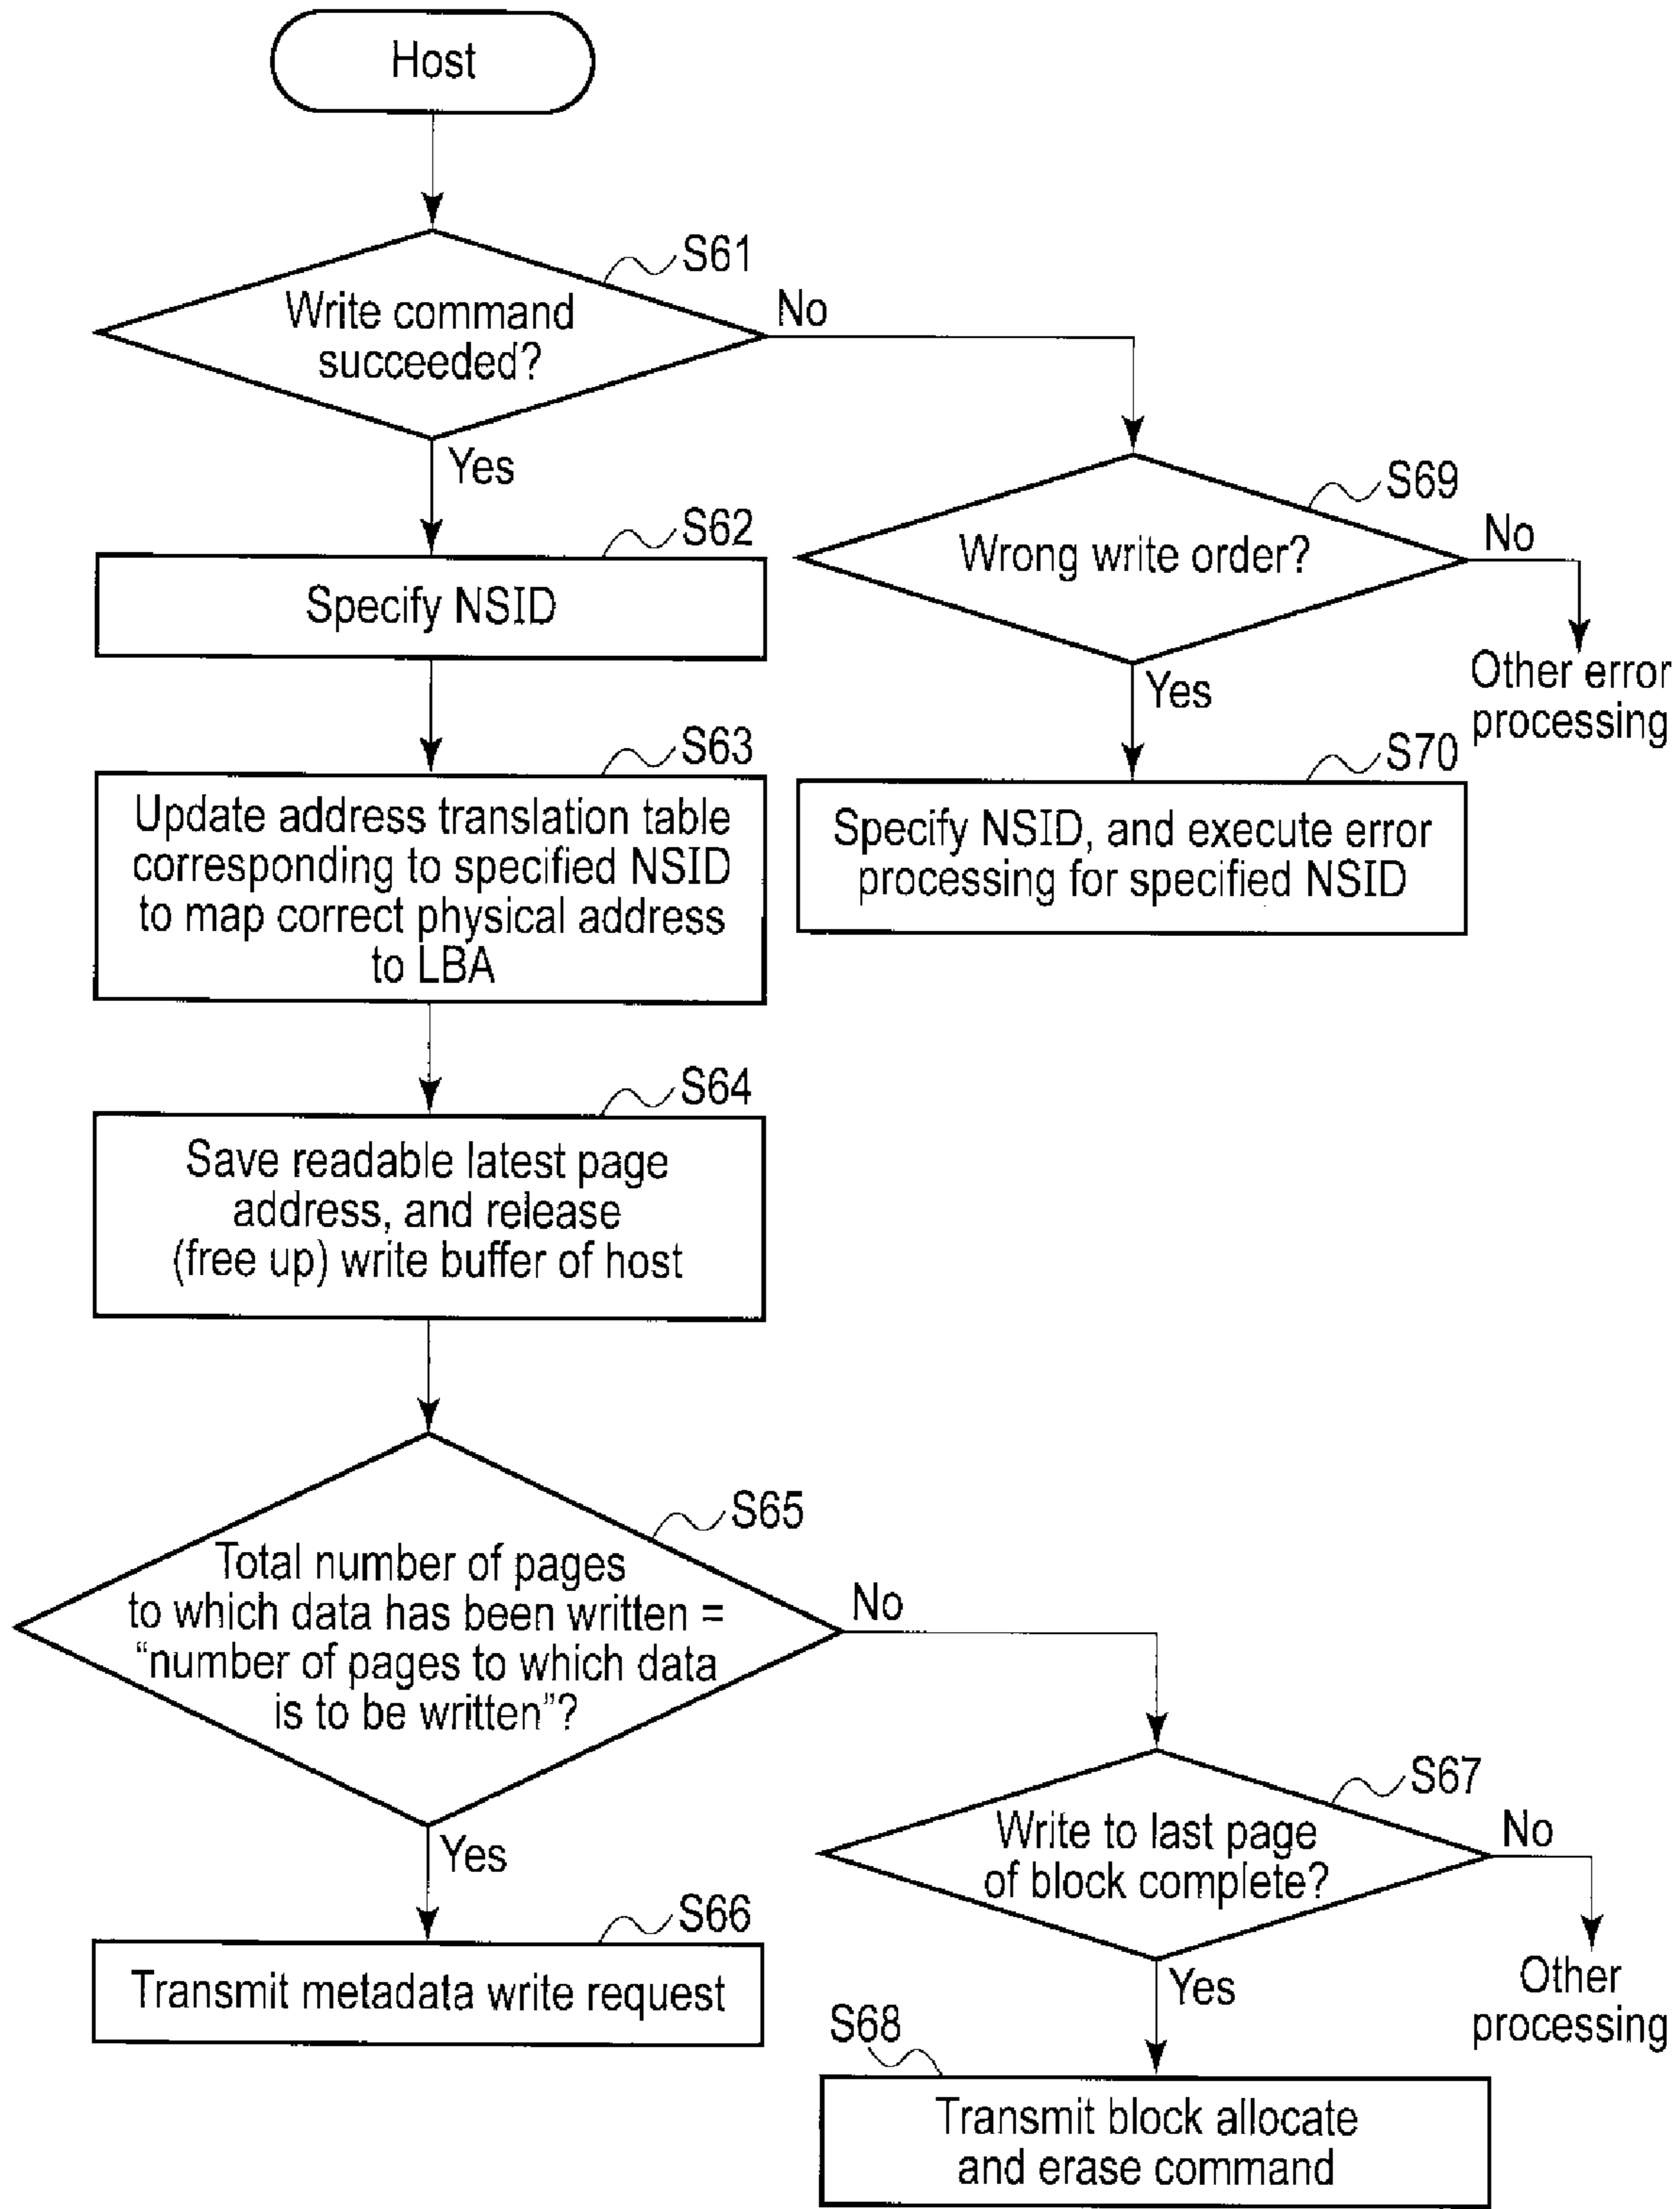 Host
S61
Write command
succeeded?
No
Yes
S69
Wrong write order?
No
Other error
processing
Yes
S62
Specify NSID
S63
Update address translation table
corresponding to specified NSID
to map correct physical address
to LBA
S70
Specify NSID, and execute error
processing for specified NSID
S64
Save readable latest page
address, and release
(free up) write buffer of host
S65
Total number of pages
to which data has been written =
“number of pages to which data
is to be written”?
No
Yes
S67
Write to last page
of block complete?
No
Other
processing
Yes
S66
Transmit metadata write request
S68
Transmit block allocate
and erase command